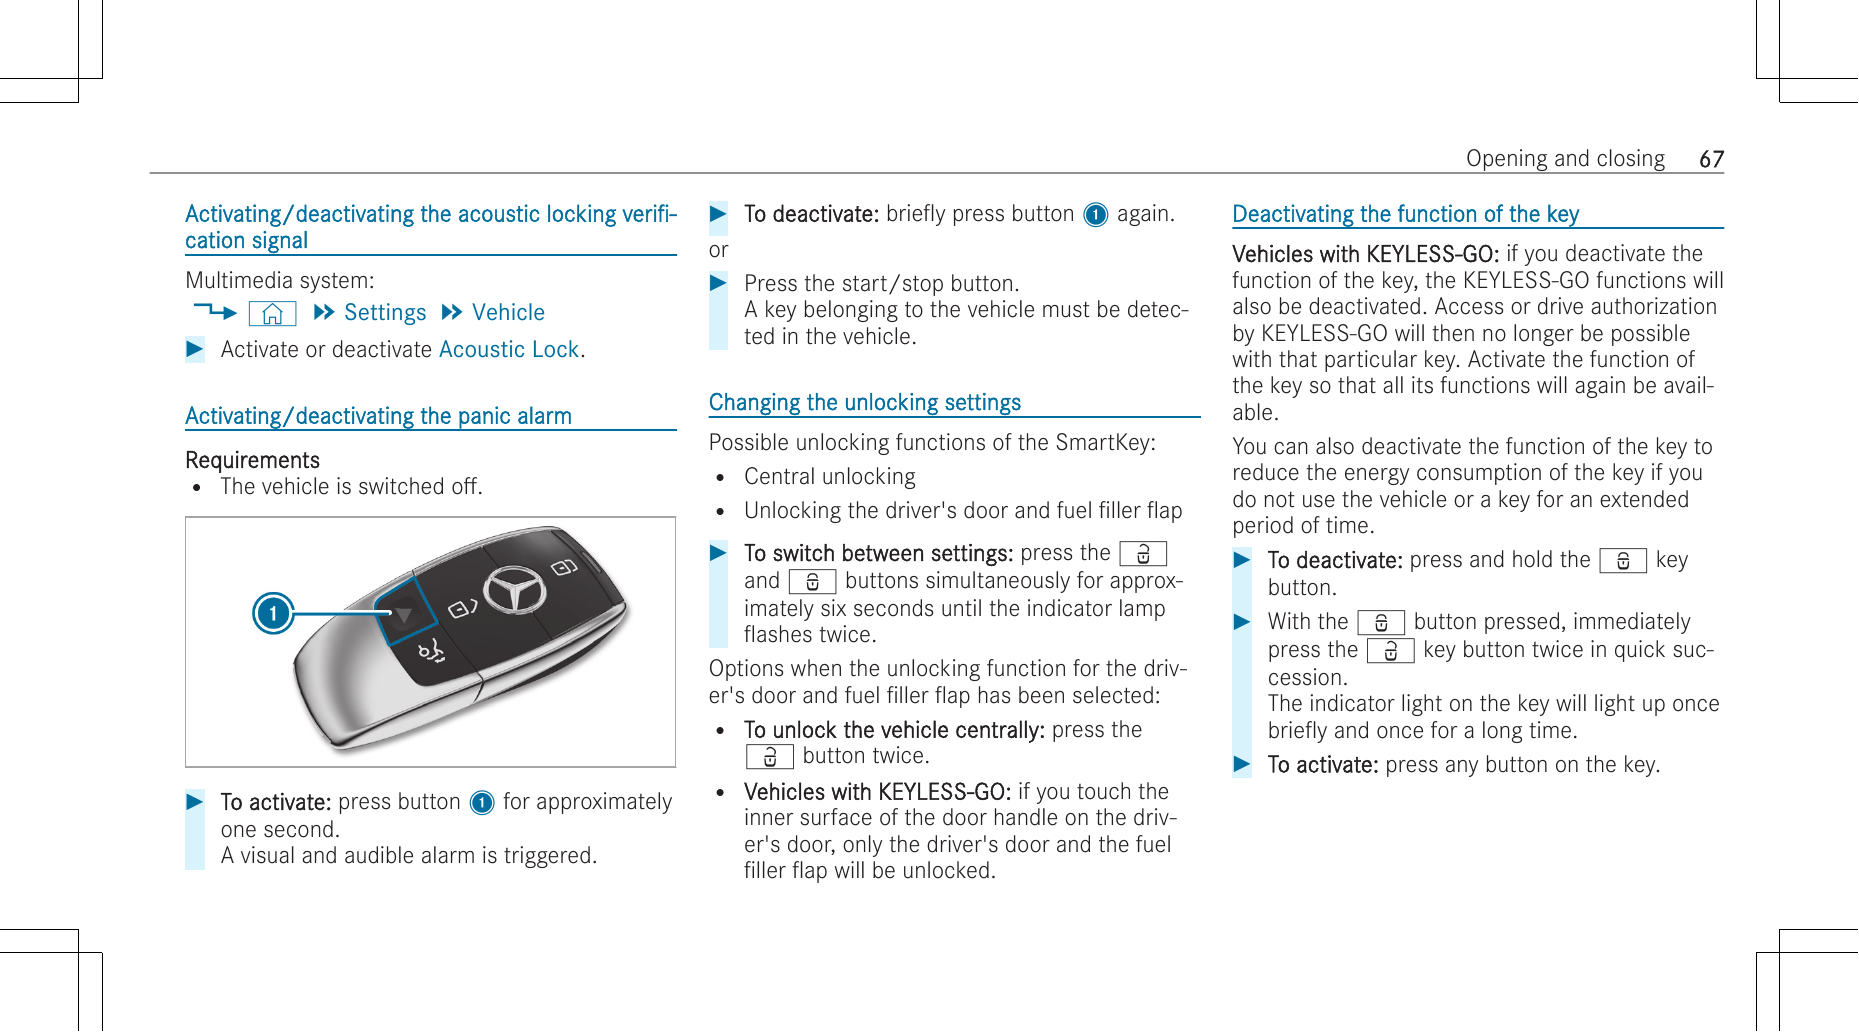 Opening and closing 67
Activating/deactivating the acoustic locking verifi-
cation signal
Multimedia system:
Settings Vehicle
Activate or deactivate Acoustic Lock.
Activating/deactivating the panic alarm
Requirements
• The vehicle is switched off.
1
To activate: press button 1 for approximately
one second.
A visual and audible alarm is triggered.
To deactivate: briefly press button 1 again.
or
Press the start/stop button.
A key belonging to the vehicle must be detec-
ted in the vehicle.
Changing the unlocking settings
Possible unlocking functions of the SmartKey:
• Central unlocking
• Unlocking the driver's door and fuel filler flap
To switch between settings: press the
and buttons simultaneously for approx-
imately six seconds until the indicator lamp
flashes twice.
Options when the unlocking function for the driv-
er's door and fuel filler flap has been selected:
• To unlock the vehicle centrally: press the
button twice.
• Vehicles with KEYLESS-GO: if you touch the
inner surface of the door handle on the driv-
er's door, only the driver's door and the fuel
filler flap will be unlocked.
Deactivating the function of the key
Vehicles with KEYLESS-GO: if you deactivate the
function of the key, the KEYLESS-GO functions will
also be deactivated. Access or drive authorization
by KEYLESS-GO will then no longer be possible
with that particular key. Activate the function of
the key so that all its functions will again be avail-
able.
You can also deactivate the function of the key to
reduce the energy consumption of the key if you
do not use the vehicle or a key for an extended
period of time.
To deactivate: press and hold the key
button.
With the button pressed, immediately
press the key button twice in quick suc-
cession.
The indicator light on the key will light up once
briefly and once for a long time.
To activate: press any button on the key.